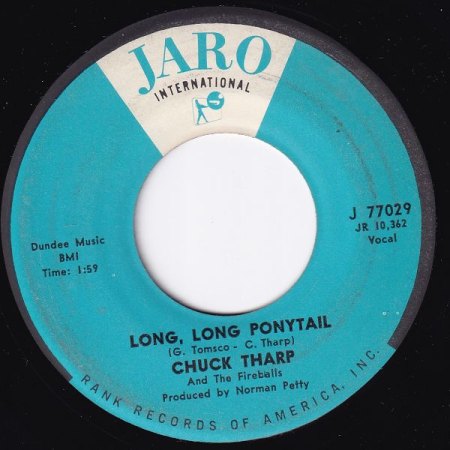 JARO
INTERNATIONAL
J 77029
JR 10,362
Vocal
Dundee Music
BMI
Time: 1:59
LONG, LONG PONYTAIL
(G. Tomsco - C. Tharp)
CHUCK THARP
And The Fireballs
Produced by Norman Petty
RANK RECORDS OF AMERICA, INC.